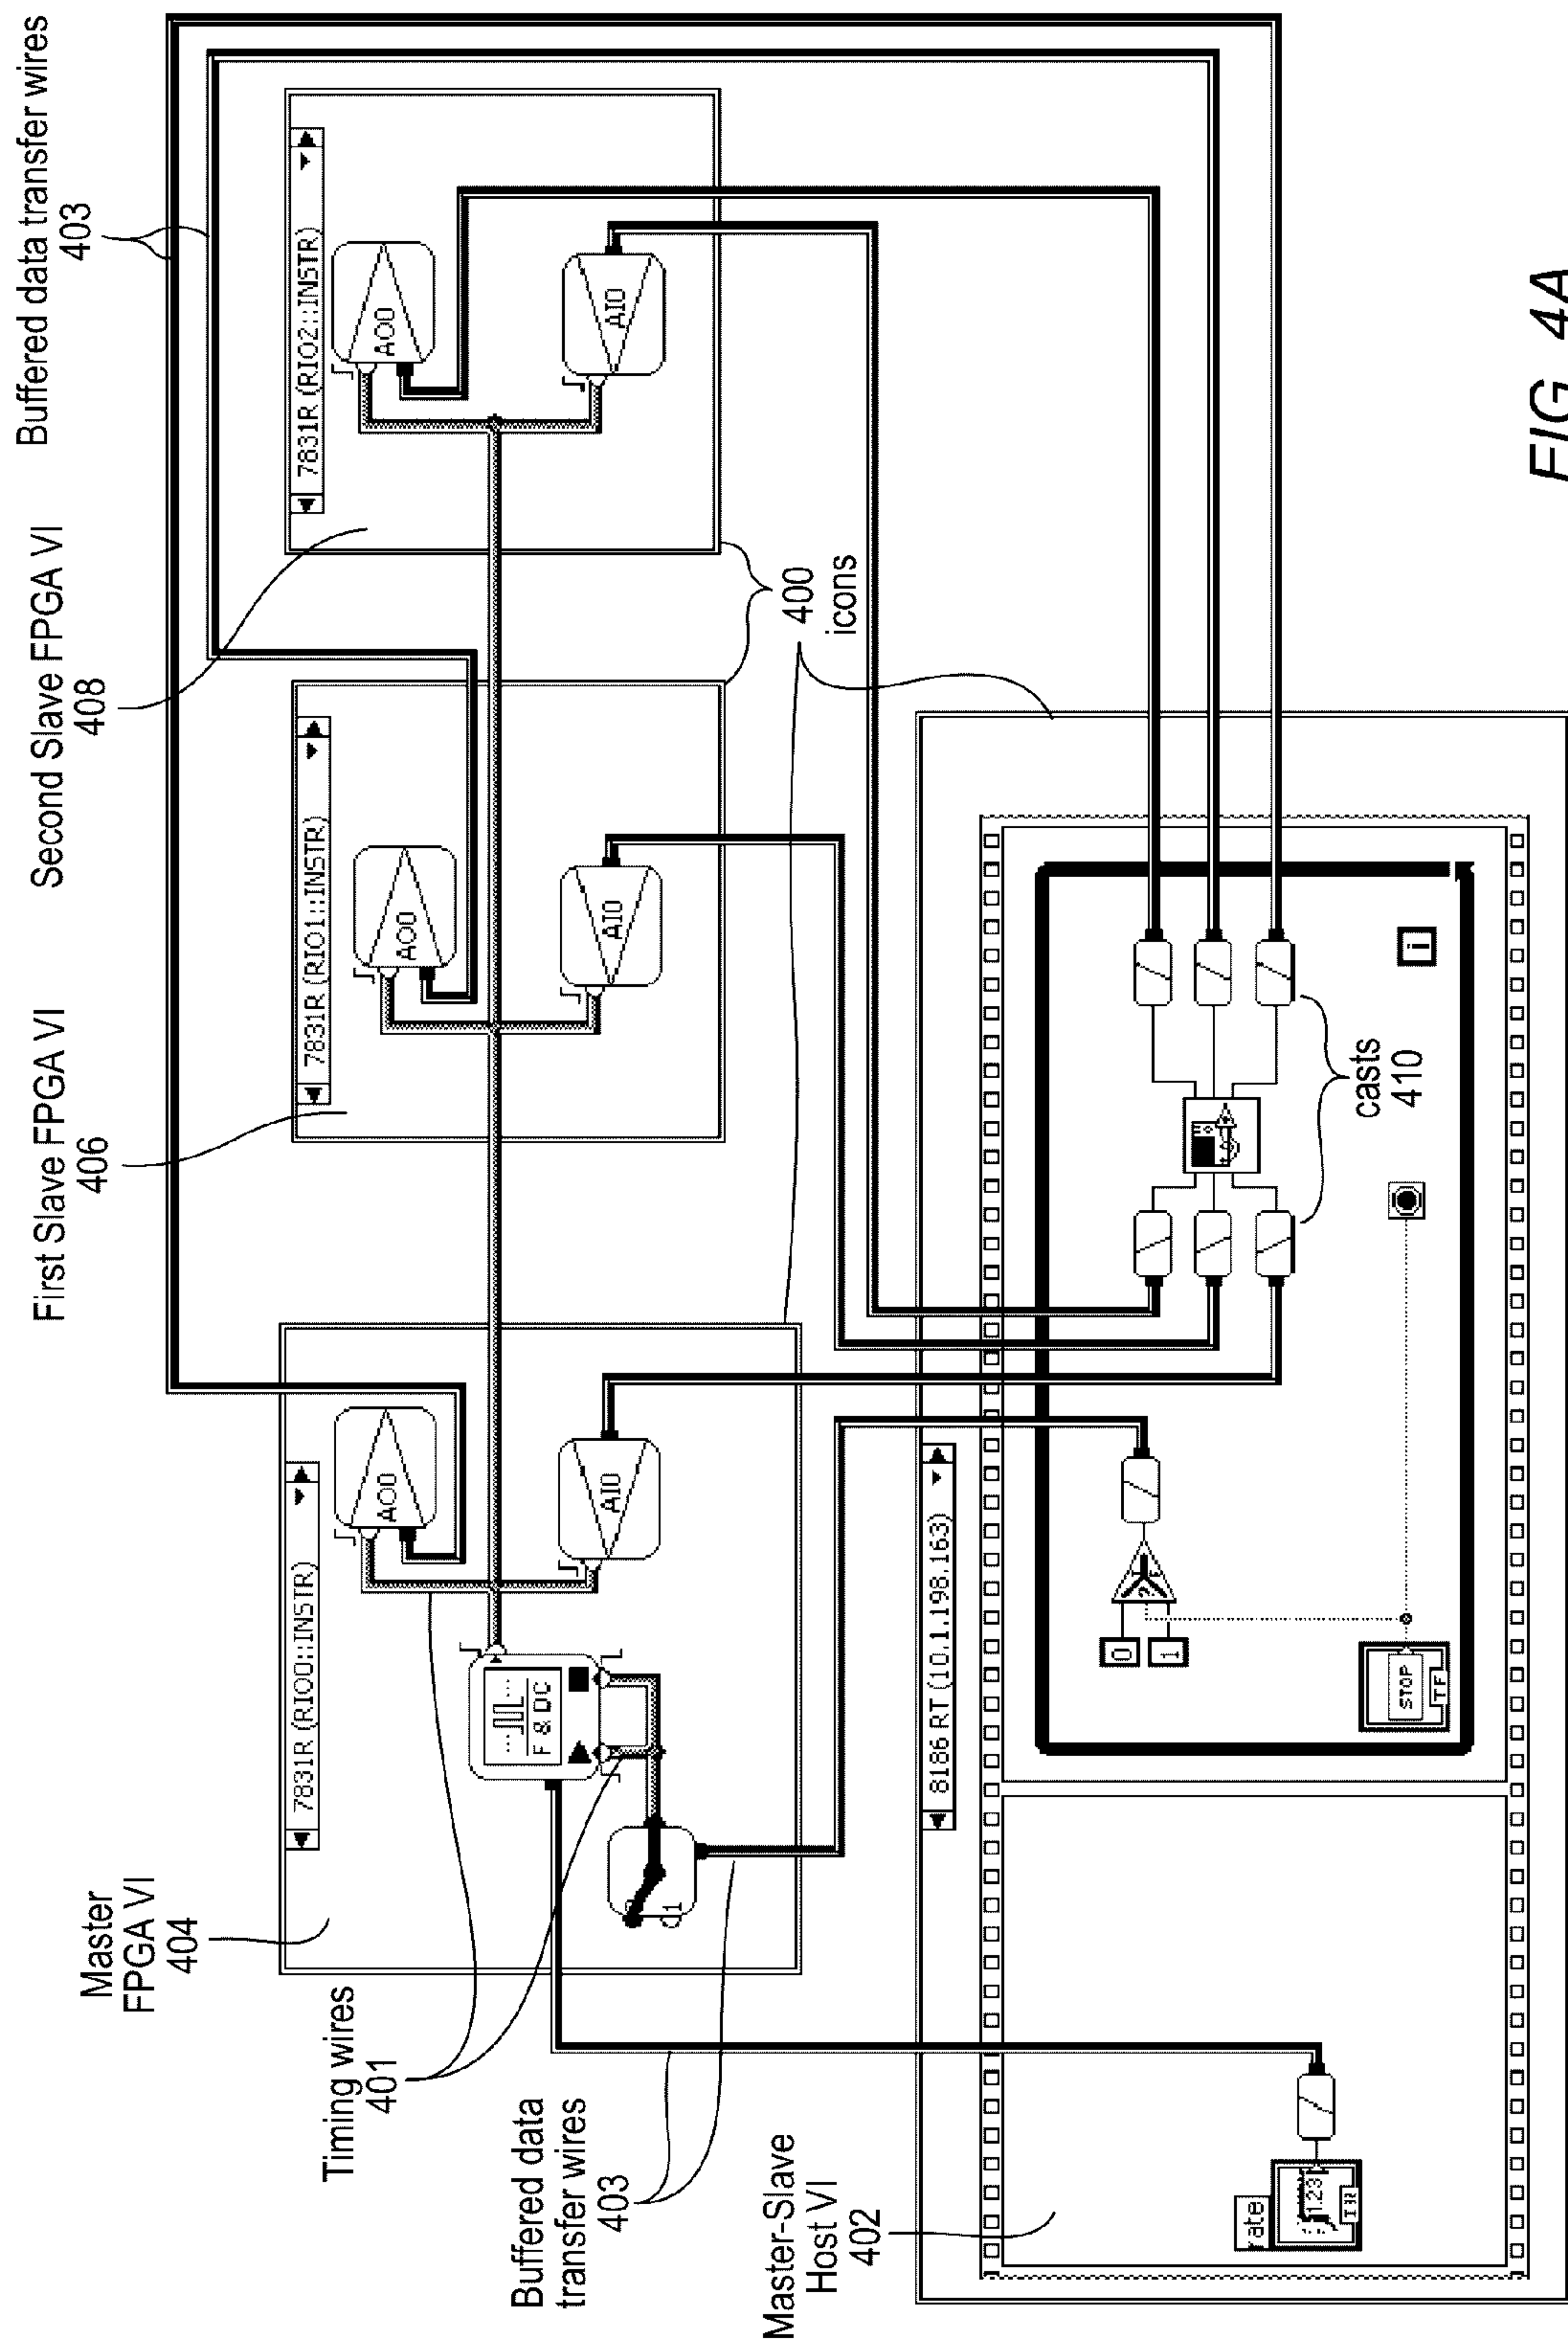 Buffered data transfer wires
403
Second Slave FPGA VI
408
First Slave FPGA VI
406
Master
FPGA VI
404
7831R (RIO0::INSTR)
AO0
AI0
F & DC
7831R (RIO1::INSTR)
AO0
AI0
7831R (RIO2::INSTR)
AO0
AI0
400
icons
Timing wires
401
Buffered data
transfer wires
403
Master-Slave
Host VI
402
8186 RT (10.1.198.163)
rate
1.23
0
1
?
STOP
TF
i
casts
410
FIG. 4A